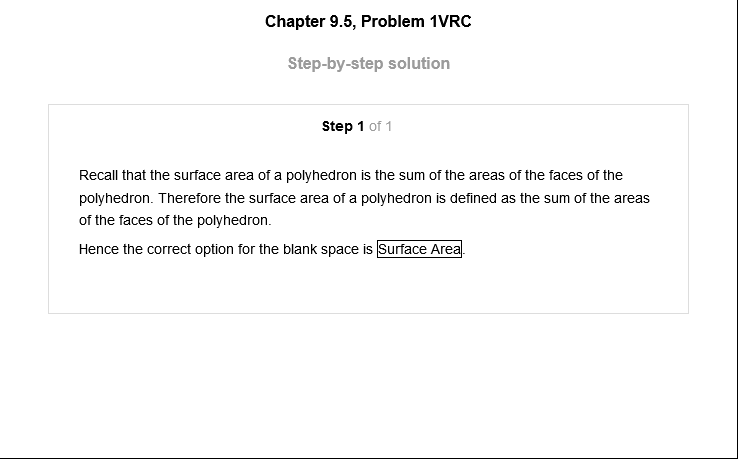 Chapter 9.5, Problem 1VRC
Step-by-step solution
Step 1 of 1
Recall that the surface area of a polyhedron is the sum of the areas of the faces of the
polyhedron. Therefore the surface area of a polyhedron is defined as the sum of the areas
of the faces of the polyhedron.
Hence the correct option for the blank space is Surface Area.